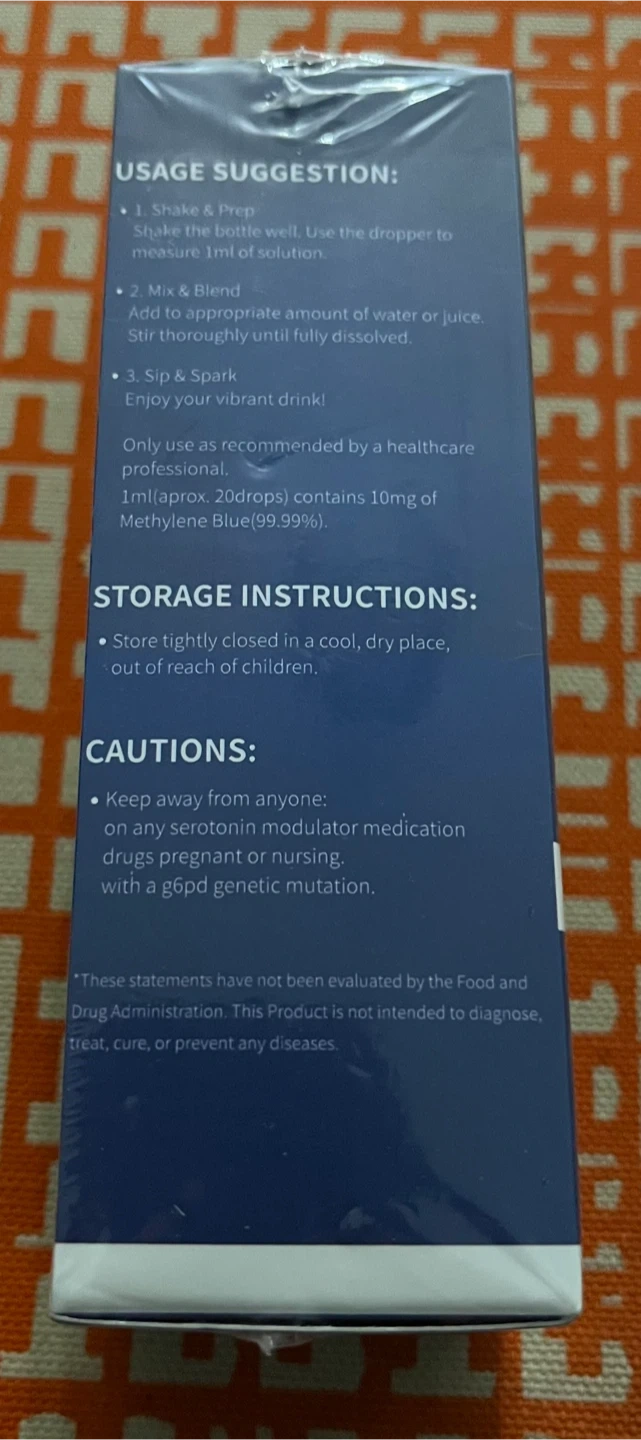 USAGE SUGGESTION:
• 1. Shake & Prep
Shake the bottle well. Use the dropper to
measure 1ml of solution.
• 2. Mix & Blend
Add to appropriate amount of water or juice.
Stir thoroughly until fully dissolved.
• 3. Sip & Spark
Enjoy your vibrant drink!
Only use as recommended by a healthcare
professional.
1ml(aprox. 20drops) contains 10mg of
Methylene Blue(99.99%).
STORAGE INSTRUCTIONS:
• Store tightly closed in a cool, dry place,
out of reach of children.
CAUTIONS:
• Keep away from anyone:
on any serotonin modulator medication
drugs pregnant or nursing.
with a g6pd genetic mutation.
*These statements have not been evaluated by the Food and
Drug Administration. This Product is not intended to diagnose,
treat, cure, or prevent any diseases.